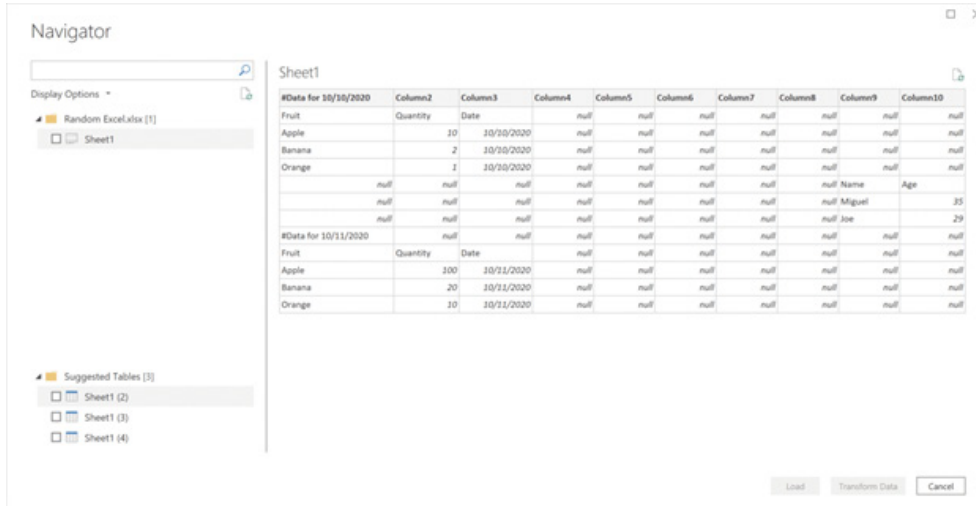 Navigator
Display Options
Random Excel.xlsx [1]
Sheet1
Suggested Tables [3]
Sheet1 (2)
Sheet1 (3)
Sheet1 (4)
Sheet1
#Data for 10/10/2020 Column2 Column3 Column4 Column5 Column6 Column7 Column8 Column9 Column10
Fruit Quantity Date null null null null null null null
Apple 10 10/10/2020 null null null null null null null
Banana 2 10/10/2020 null null null null null null null
Orange 1 10/10/2020 null null null null null null null
null null null null null null null null Name Age
null null null null null null null null Miguel 35
null null null null null null null null Joe 29
#Data for 10/11/2020 null null null null null null null null null
Fruit Quantity Date null null null null null null null
Apple 100 10/11/2020 null null null null null null null
Banana 20 10/11/2020 null null null null null null null
Orange 10 10/11/2020 null null null null null null null
Load Transform Data Cancel